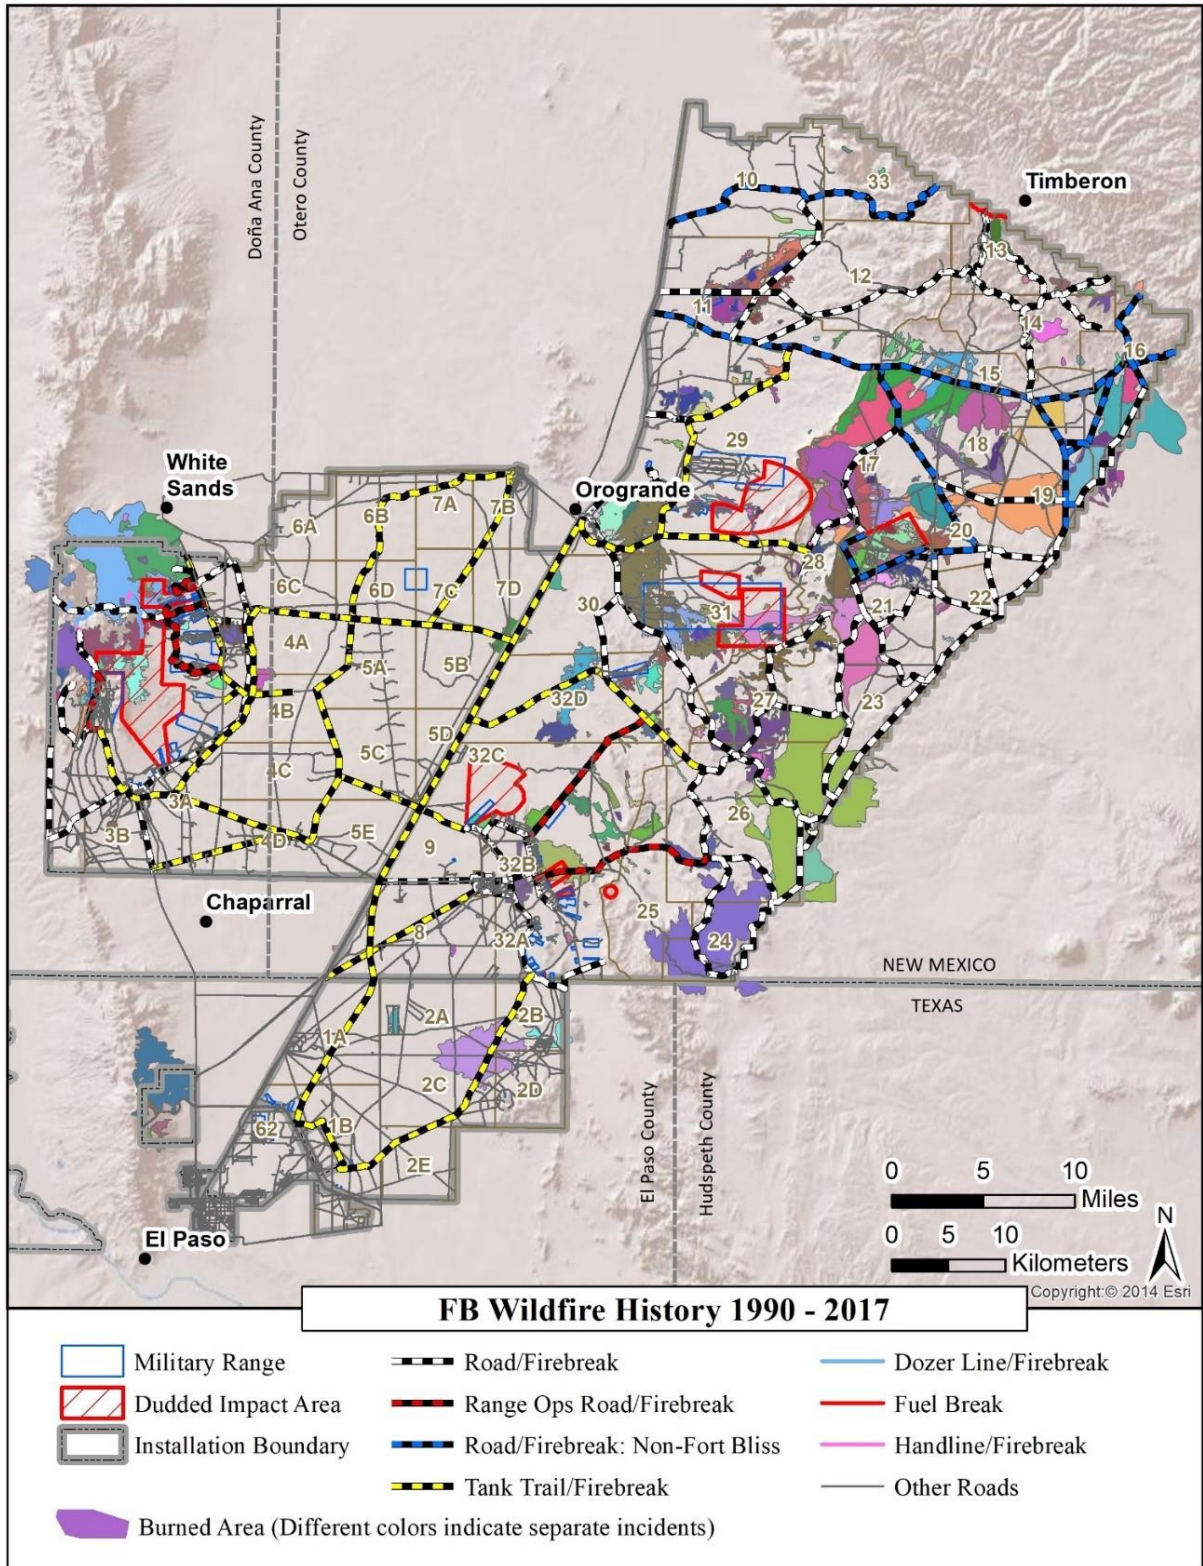 Doña Ana County
Otero County
10
33
Timberon
13
12
11
14
16
15
29
18
17
White
Sands
Orogrande
7A
6B
7B
6A
19
20
28
6C
6D
7C
7D
30
31
21
22
4A
5A
5B
23
32D
27
4B
5D
5C
32C
4C
3A
26
3B
4D
5E
9
32B
Chaparral
25
8
32A
24
NEW MEXICO
TEXAS
2A
2B
1A
2C
2D
El Paso County
Hudspeth County
62
1B
2E
0 5 10
Miles
0 5 10
Kilometers
N
El Paso
Copyright:© 2014 Esri
FB Wildfire History 1990 - 2017
Military Range
Road/Firebreak
Dozer Line/Firebreak
Dudded Impact Area
Range Ops Road/Firebreak
Fuel Break
Installation Boundary
Road/Firebreak: Non-Fort Bliss
Handline/Firebreak
Tank Trail/Firebreak
Other Roads
Burned Area (Different colors indicate separate incidents)